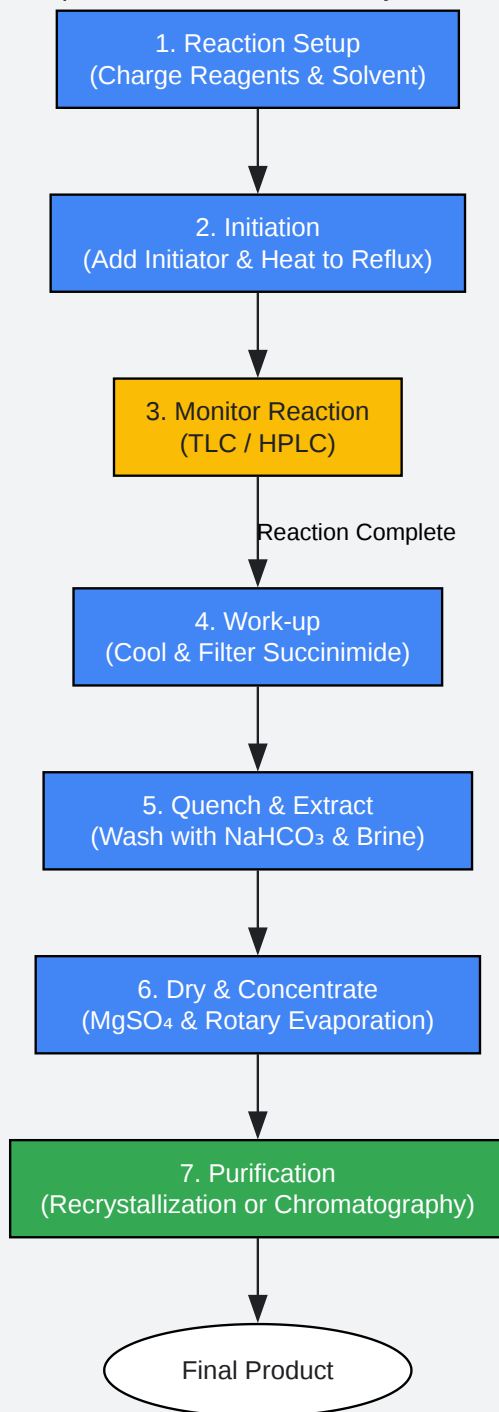 1. Reaction Setup
(Charge Reagents & Solvent)
2. Initiation
(Add Initiator & Heat to Reflux)
3. Monitor Reaction
(TLC / HPLC)
Reaction Complete
4. Work-up
(Cool & Filter Succinimide)
5. Quench & Extract
(Wash with NaHCO₃ & Brine)
6. Dry & Concentrate
(MgSO₄ & Rotary Evaporation)
7. Purification
(Recrystallization or Chromatography)
Final Product